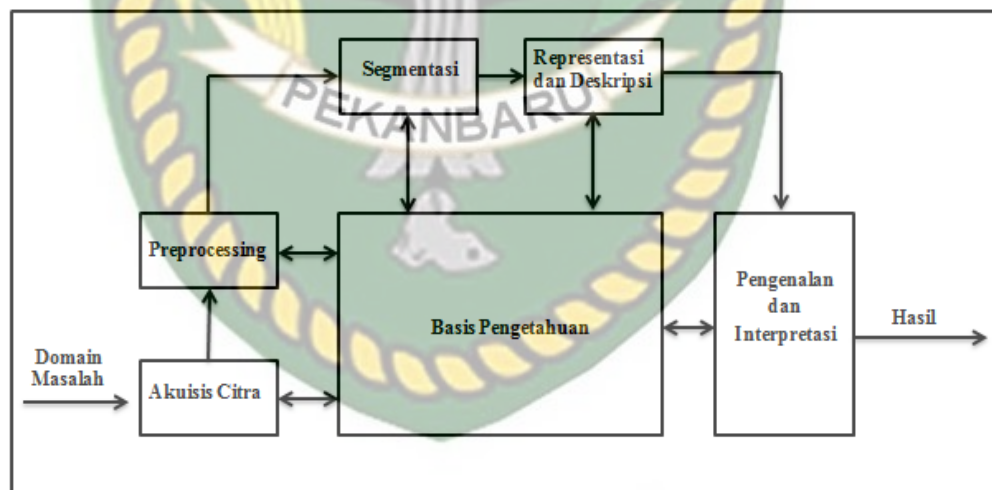 Segmentasi
Representasi
dan Deskripsi
PEKANBARU
Preprocessing
Basis Pengetahuan
Pengenalan
dan
Interpretasi
Hasil
Domain
Masalah
Akuisis Citra